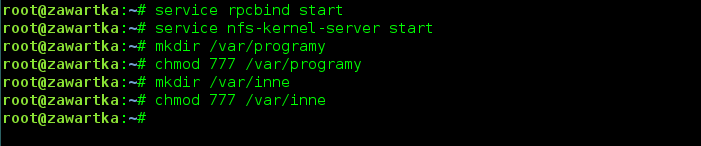 root@zawartka:~# service rpcbind start
root@zawartka:~# service nfs-kernel-server start
root@zawartka:~# mkdir /var/programy
root@zawartka:~# chmod 777 /var/programy
root@zawartka:~# mkdir /var/inne
root@zawartka:~# chmod 777 /var/inne
root@zawartka:~#